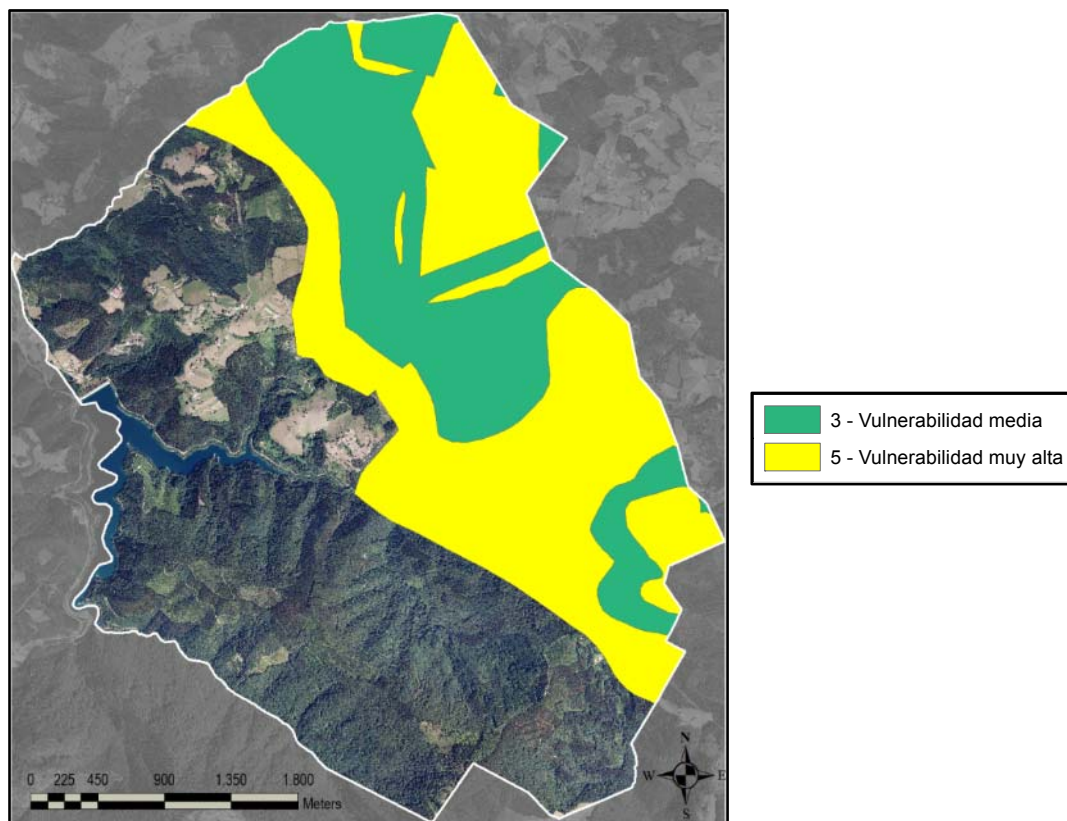 3 - Vulnerabilidad media
5 - Vulnerabilidad muy alta
N
W E
S
0 225 450 900 1.350 1.800
Meters